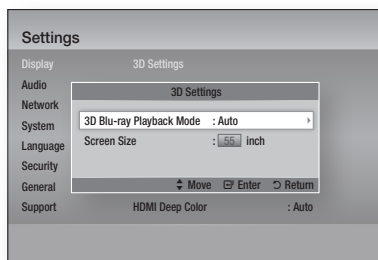 Settings
Display 3D Settings
Audio
3D Settings
Network
System
3D Blu-ray Playback Mode : Auto
Language
Screen Size : 55 inch
Security
General
Move Enter Return
Support HDMI Deep Color : Auto